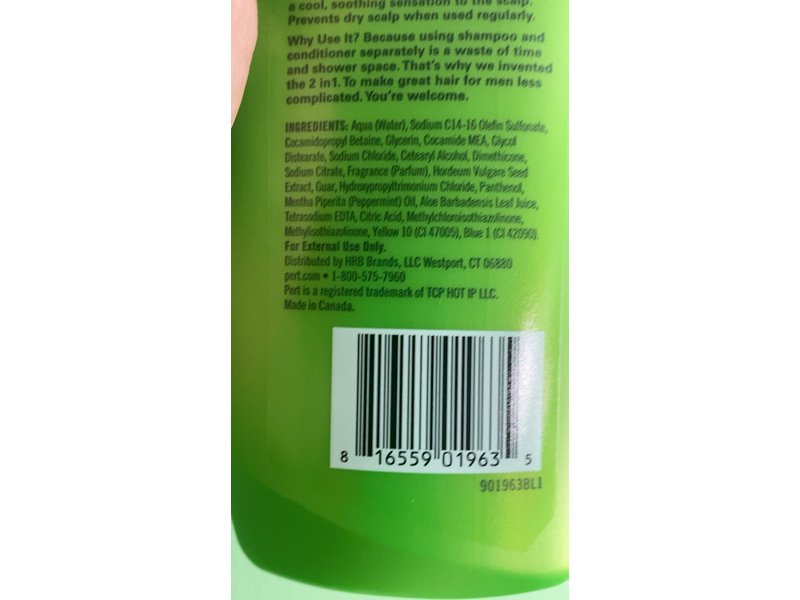 a cool, soothing sensation to the scalp.
Prevents dry scalp when used regularly.
Why Use It? Because using shampoo and
conditioner separately is a waste of time
and shower space. That's why we invented
the 2 in1. To make great hair for men less
complicated. You're welcome.
INGREDIENTS: Aqua (Water), Sodium C14-16 Olefin Sulfonate,
Cocamidopropyl Betaine, Glycerin, Cocamide MEA, Glycol
Distearate, Sodium Chloride, Cetearyl Alcohol, Dimethicone,
Sodium Citrate, Fragrance (Parfum), Hordeum Vulgare Seed
Extract, Guar, Hydroxypropyltrimonium Chloride, Panthenol,
Mentha Piperita (Peppermint) Oil, Aloe Barbadensis Leaf Juice,
Tetrasodium EDTA, Citric Acid, Methylchloroisothiazolinone,
Methylisothiazolinone, Yellow 10 (CI 47005), Blue 1 (CI 42090).
For External Use Only.
Distributed by HRB Brands, LLC Westport, CT 06880
pert.com • 1-800-575-7960
Pert is a registered trademark of TCP HOT IP LLC.
Made in Canada.
8 16559 01963 5
901963BL1